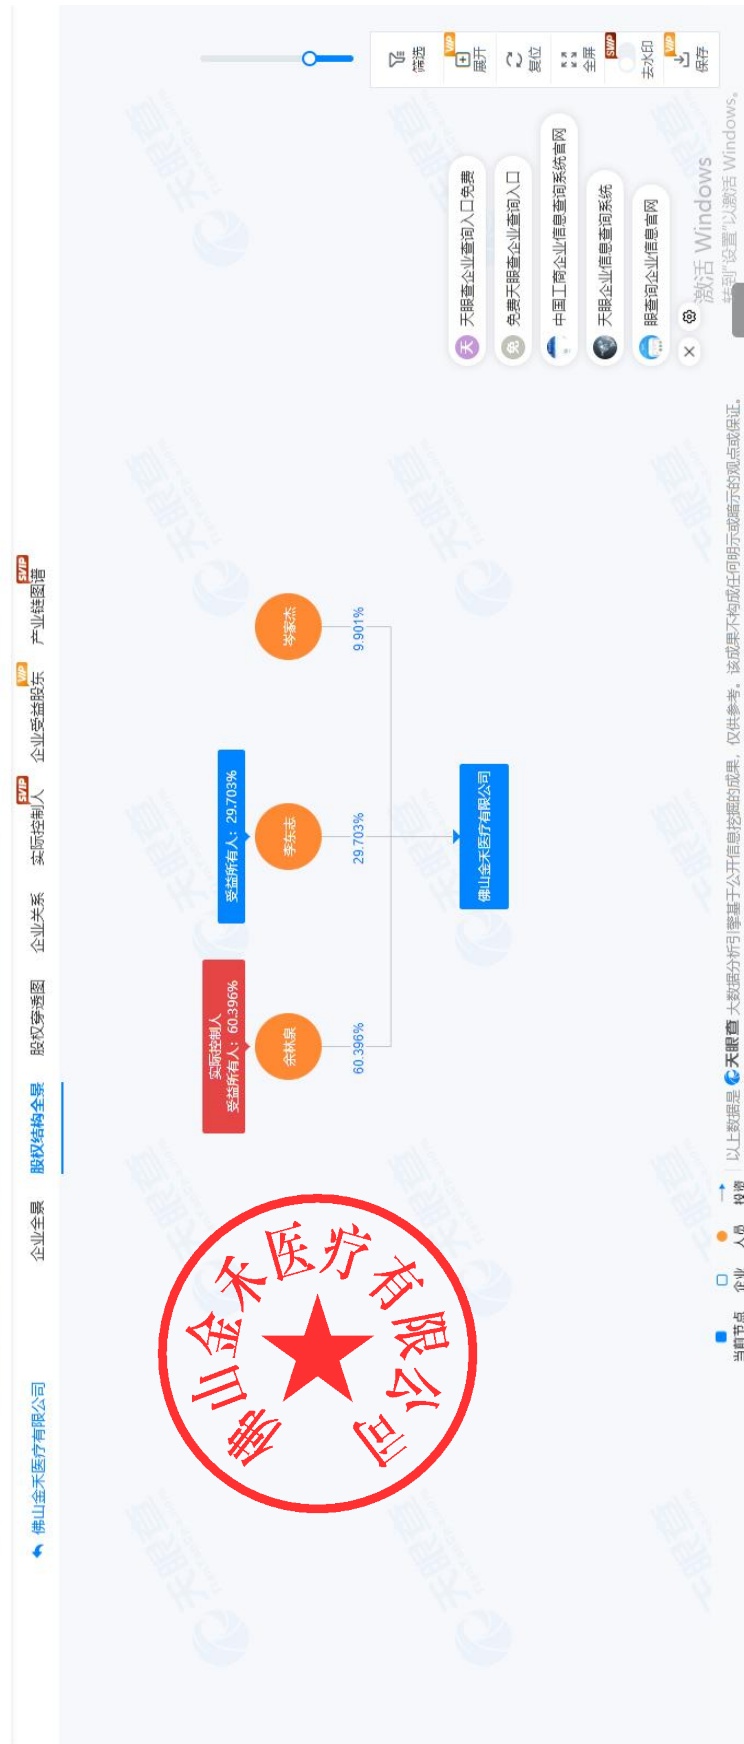 佛山金禾医疗有限公司
企业全景
股权结构全景
股权穿透图
企业关系
实际控制人
SVIP
企业受益股东
VIP
产业链图谱
SVIP
筛选
VIP
展开
复位
全屏
SVIP
去水印
VIP
保存
实际控制人
受益所有人：60.396%
受益所有人：29.703%
余林泉
李东志
岑家杰
60.396%
29.703%
9.901%
佛山金禾医疗有限公司
佛山金禾医疗有限公司
天 天眼查企业查询入口免费
免 免费天眼查企业查询入口
中国工商企业信息查询系统官网
天眼企业信息查询系统
眼查询企业信息官网
激活 Windows
转到"设置"以激活 Windows。
当前节点
企业
人员
投资
以上数据是 天眼查 大数据分析引擎基于公开信息挖掘的成果，仅供参考。该成果不构成任何明示或暗示的观点或保证。
天眼查